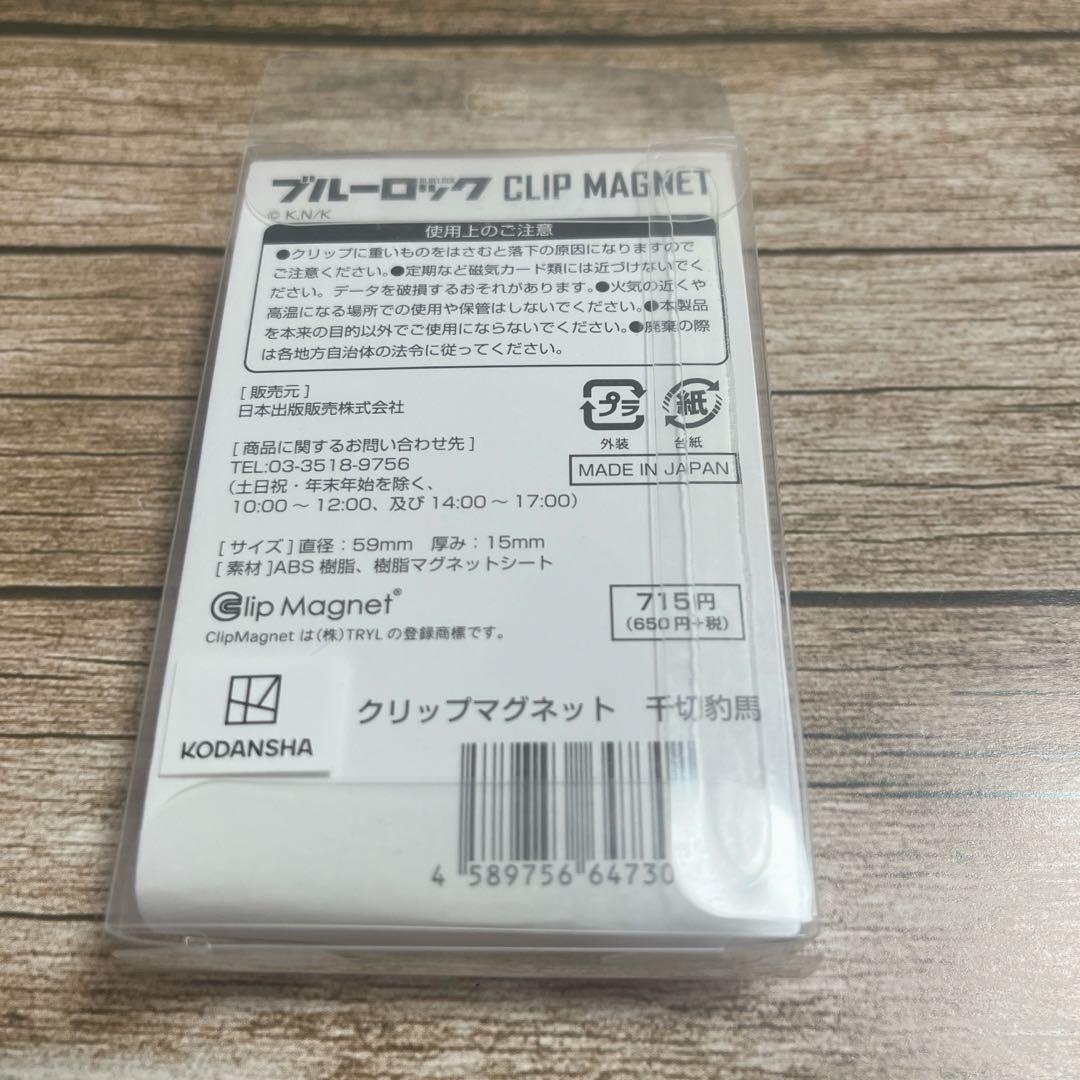 ブルーロック CLIP MAGNET
BLUELOCK
© K,N/K
使用上のご注意
●クリップに重いものをはさむと落下の原因になりますので
ご注意ください。●定期など磁気カード類には近づけないでく
ださい。データを破損するおそれがあります。●火気の近くや
高温になる場所での使用や保管はしないでください。●本製品
を本来の目的以外でご使用にならないでください。●廃棄の際
は各地方自治体の法令に従ってください。
[ 販売元 ]
日本出版販売株式会社
プラ 紙
外装 台紙
[ 商品に関するお問い合わせ先 ]
TEL:03-3518-9756
(土日祝・年末年始を除く、
10:00 〜 12:00、及び 14:00 〜 17:00)
MADE IN JAPAN
[ サイズ ] 直径：59mm 厚み：15mm
[ 素材 ]ABS 樹脂、樹脂マグネットシート
Clip Magnet®
ClipMagnet は(株)TRYL の登録商標です。
715円
(650 円+税)
KODANSHA
クリップマグネット 千切豹馬
4 589756 64730